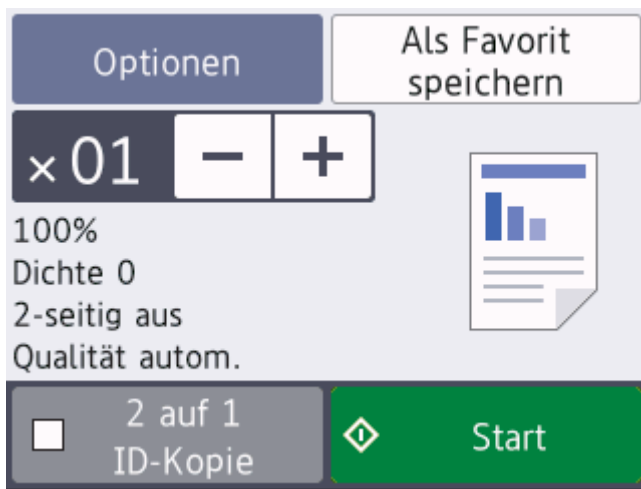 Optionen
Als Favorit
speichern
×01
−
+
100%
Dichte 0
2-seitig aus
Qualität autom.
2 auf 1
ID-Kopie
Start